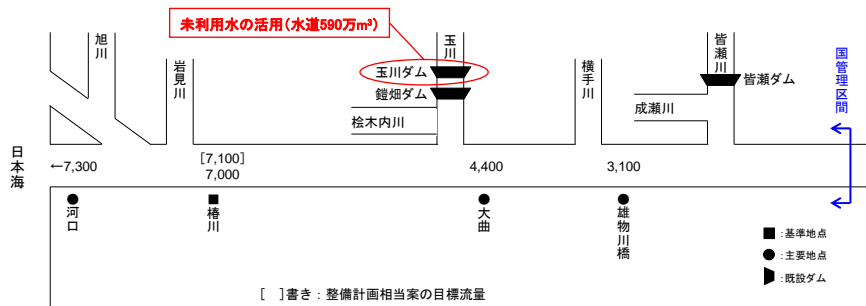 未利用水の活用（水道590万m³）
旭川
岩見川
玉川
玉川ダム
鎧畑ダム
桧木内川
横手川
皆瀬川
皆瀬ダム
成瀬川
国管理区間
日本海
←7,300
[7,100]
7,000
4,400
3,100
河口
椿川
大曲
雄物川橋
■：基準地点
●：主要地点
：既設ダム
[　]書き：整備計画相当案の目標流量